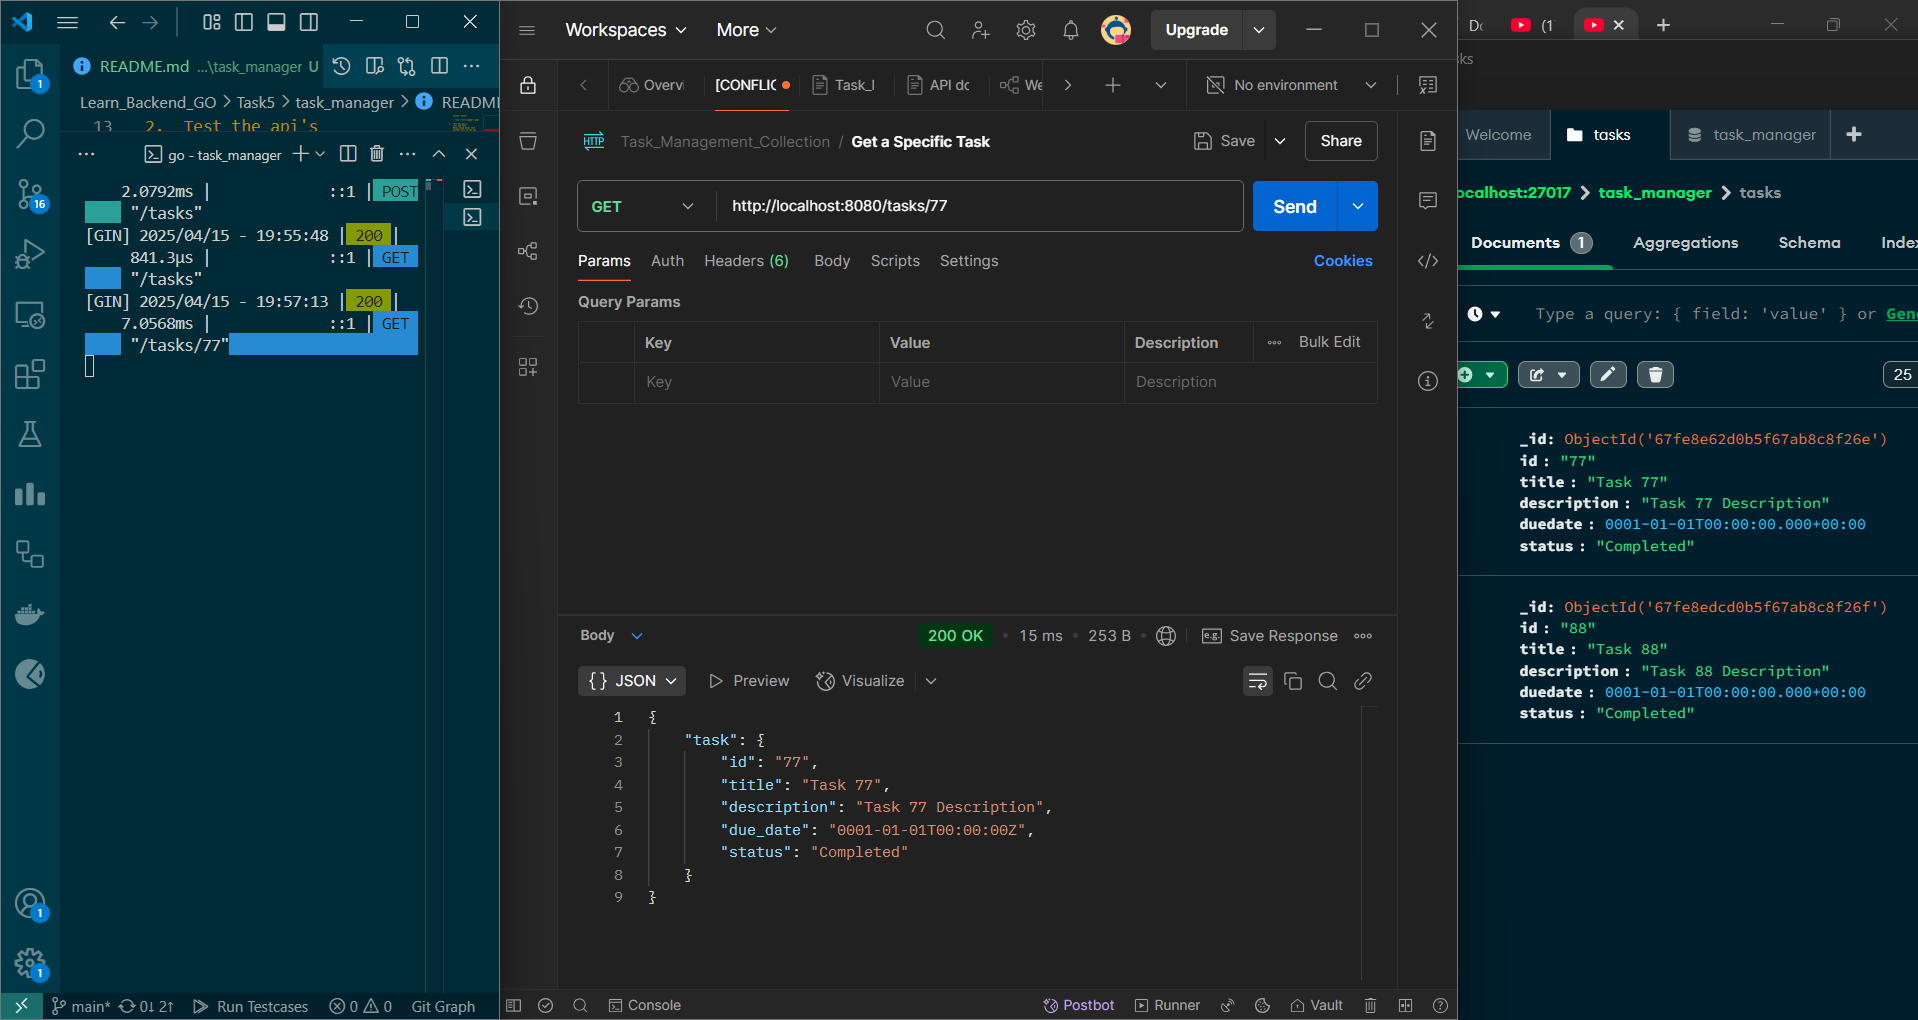 README.md ...\task_manager U
Learn_Backend_GO > Task5 > task_manager > README
13 2. Test the api's
go - task_manager
2.0792ms | ::1 | POST
"/tasks"
[GIN] 2025/04/15 - 19:55:48 | 200 |
841.3µs | ::1 | GET
"/tasks"
[GIN] 2025/04/15 - 19:57:13 | 200 |
7.0568ms | ::1 | GET
"/tasks/77"
1
16
1
1
main* 0↓ 2↑ Run Testcases 0 0 Git Graph
Workspaces More Upgrade
Overvi [CONFLIC Task_I API dc We No environment
HTTP Task_Management_Collection / Get a Specific Task Save Share
GET http://localhost:8080/tasks/77 Send
Params Auth Headers (6) Body Scripts Settings Cookies
Query Params
Key Value Description Bulk Edit
Key Value Description
Body 200 OK 15 ms 253 B e.g. Save Response
{} JSON Preview Visualize
1 {
2 "task": {
3 "id": "77",
4 "title": "Task 77",
5 "description": "Task 77 Description",
6 "due_date": "0001-01-01T00:00:00Z",
7 "status": "Completed"
8 }
9 }
Console Postbot Runner Vault
(1
ks
Welcome tasks task_manager
ocalhost:27017 > task_manager > tasks
Documents 1 Aggregations Schema Index
Type a query: { field: 'value' } or Gene
25
_id: ObjectId('67fe8e62d0b5f67ab8c8f26e')
id : "77"
title : "Task 77"
description : "Task 77 Description"
duedate : 0001-01-01T00:00:00.000+00:00
status : "Completed"
_id: ObjectId('67fe8edcd0b5f67ab8c8f26f')
id : "88"
title : "Task 88"
description : "Task 88 Description"
duedate : 0001-01-01T00:00:00.000+00:00
status : "Completed"